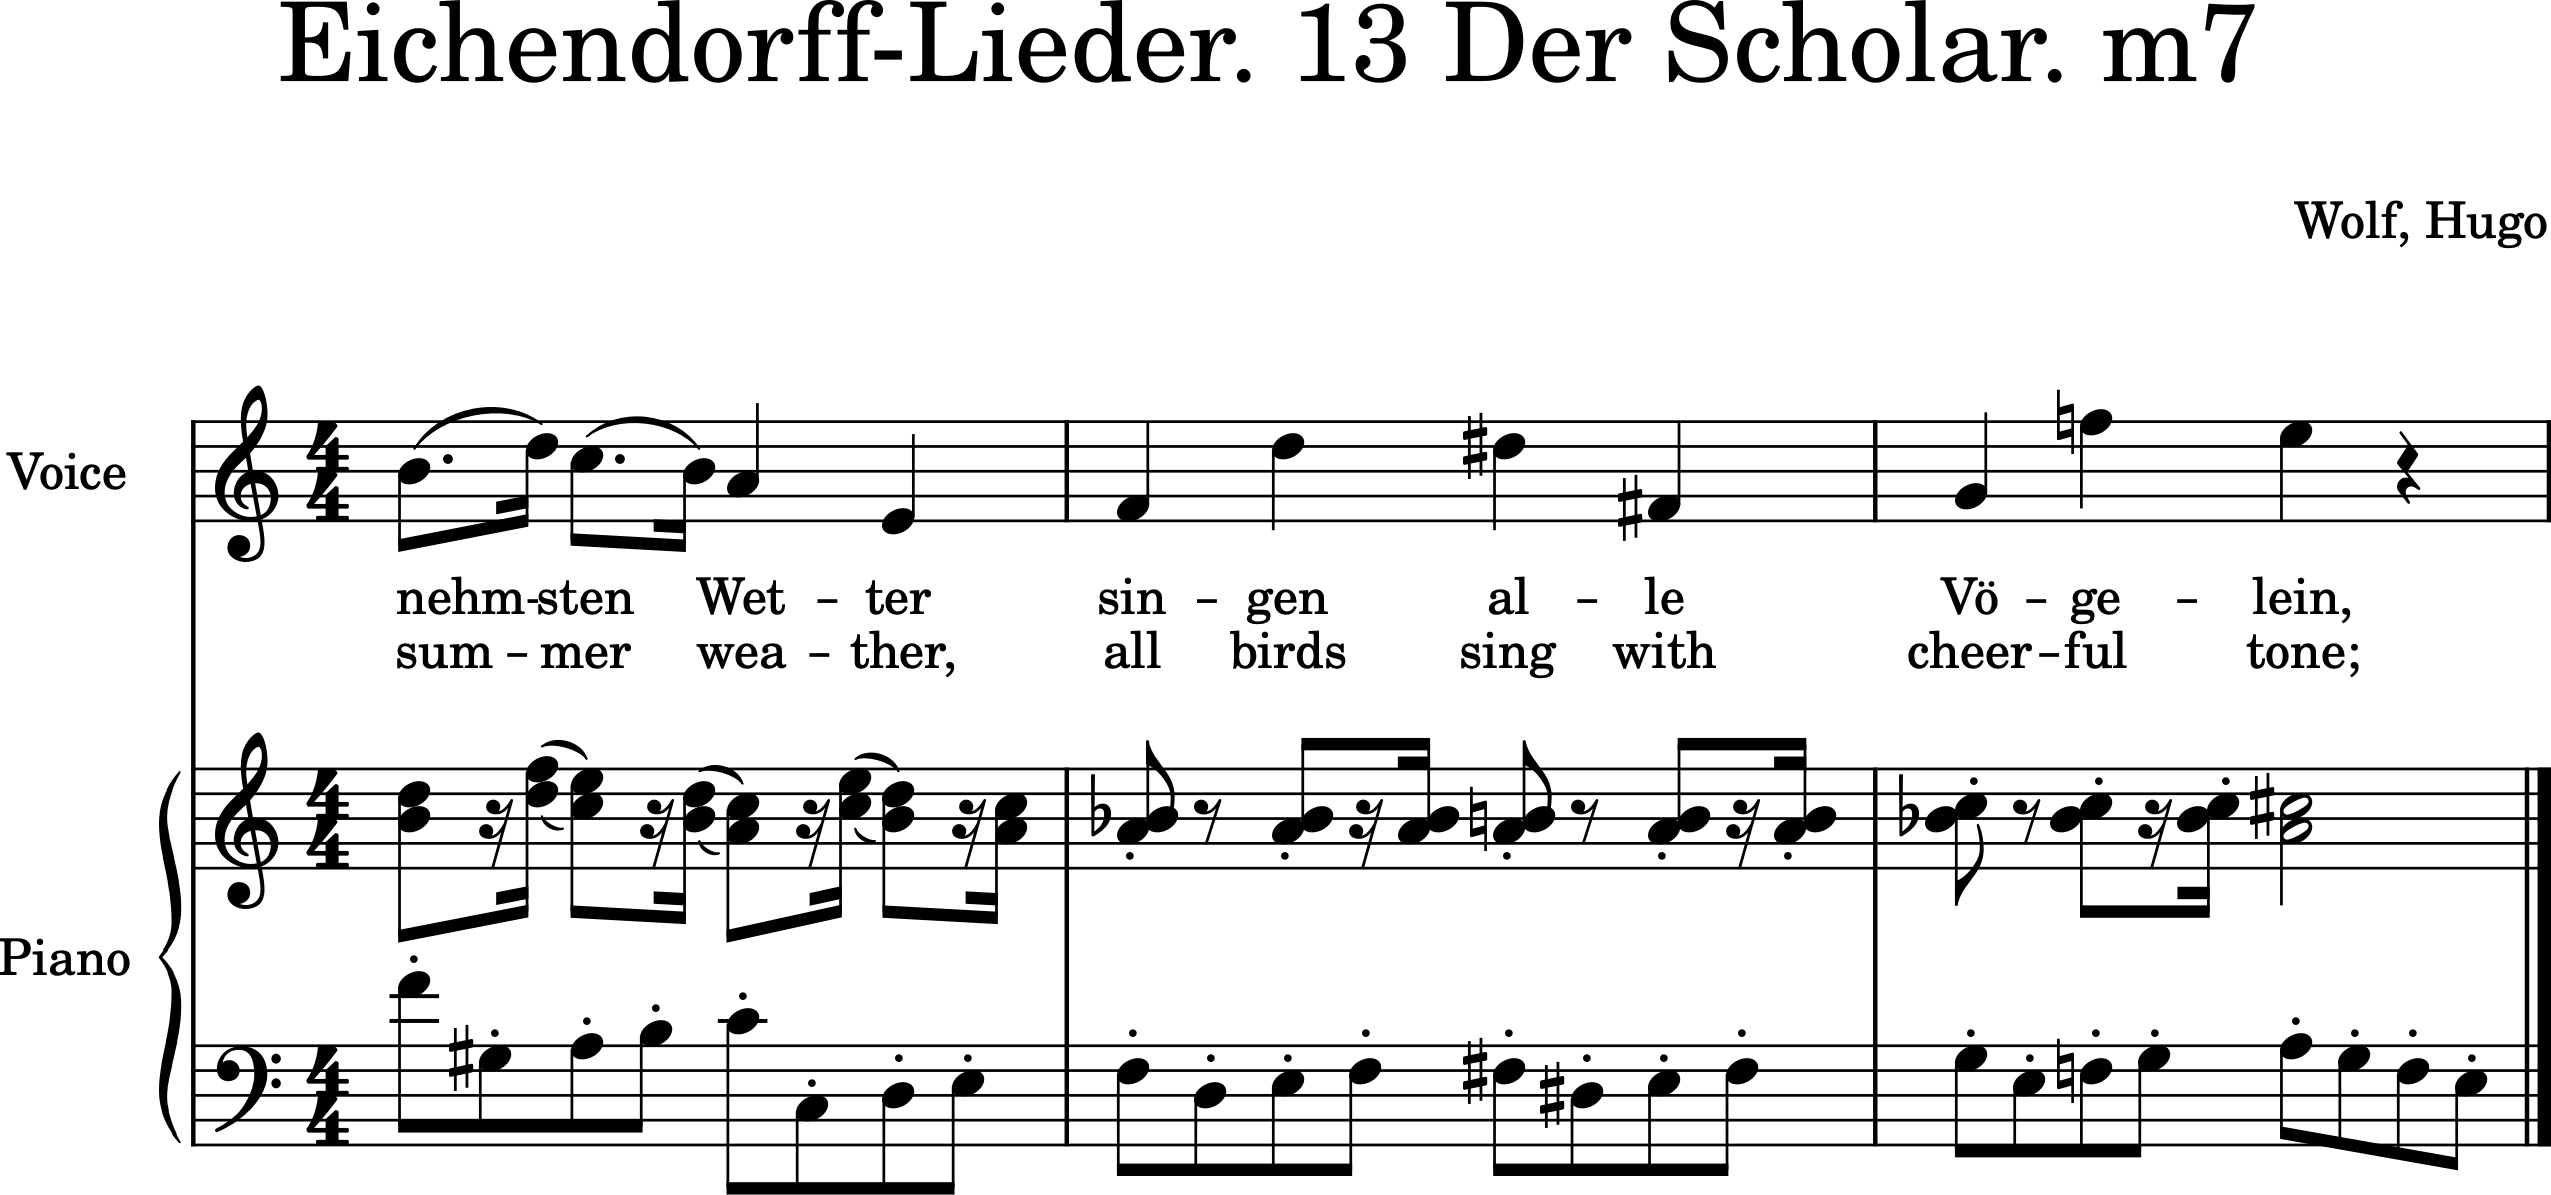 Eichendorff-Lieder. 13 Der Scholar. m7
Wolf, Hugo
Voice
nehm-sten Wet – ter sin – gen al – le Vö – ge – lein,
sum – mer wea – ther, all birds sing with cheer – ful tone;
Piano